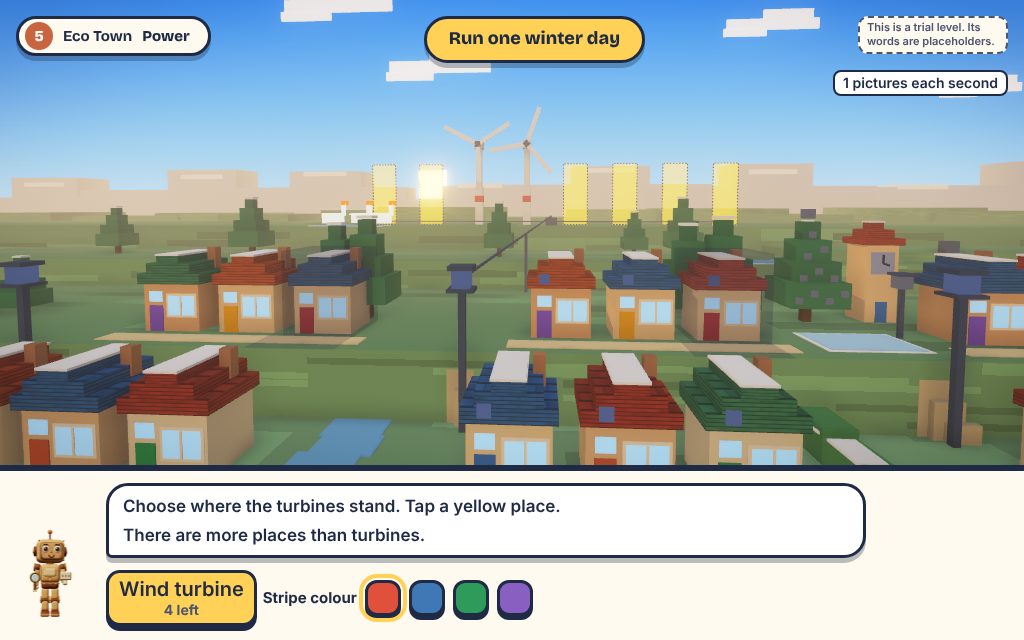 5 Eco Town Power
Run one winter day
This is a trial level. Its
words are placeholders.
1 pictures each second
Choose where the turbines stand. Tap a yellow place.
There are more places than turbines.
Wind turbine
4 left
Stripe colour